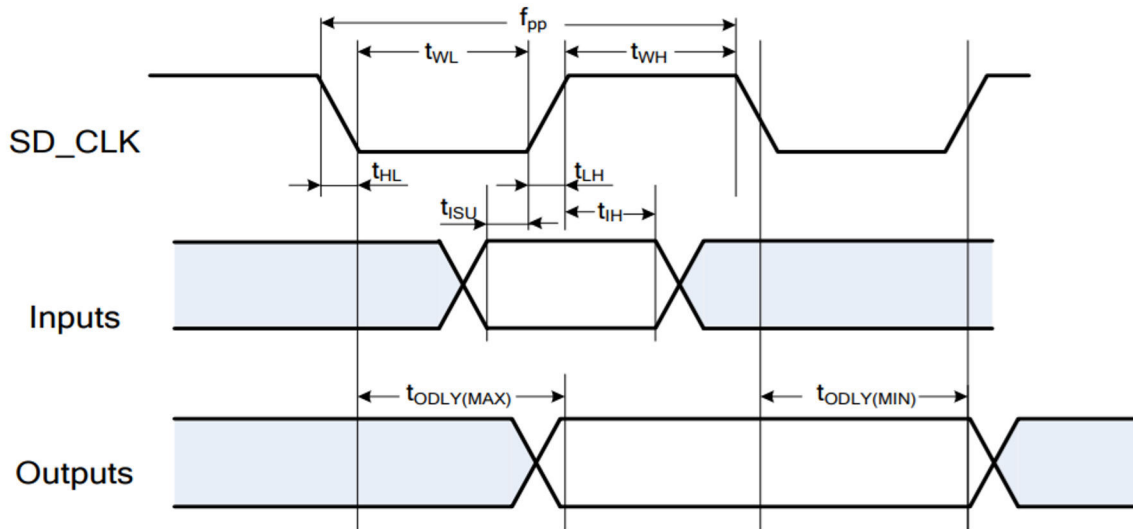 fpp
tWL
tWH
SD_CLK
tHL
tLH
tISU
tIH
Inputs
tODLY(MAX)
tODLY(MIN)
Outputs